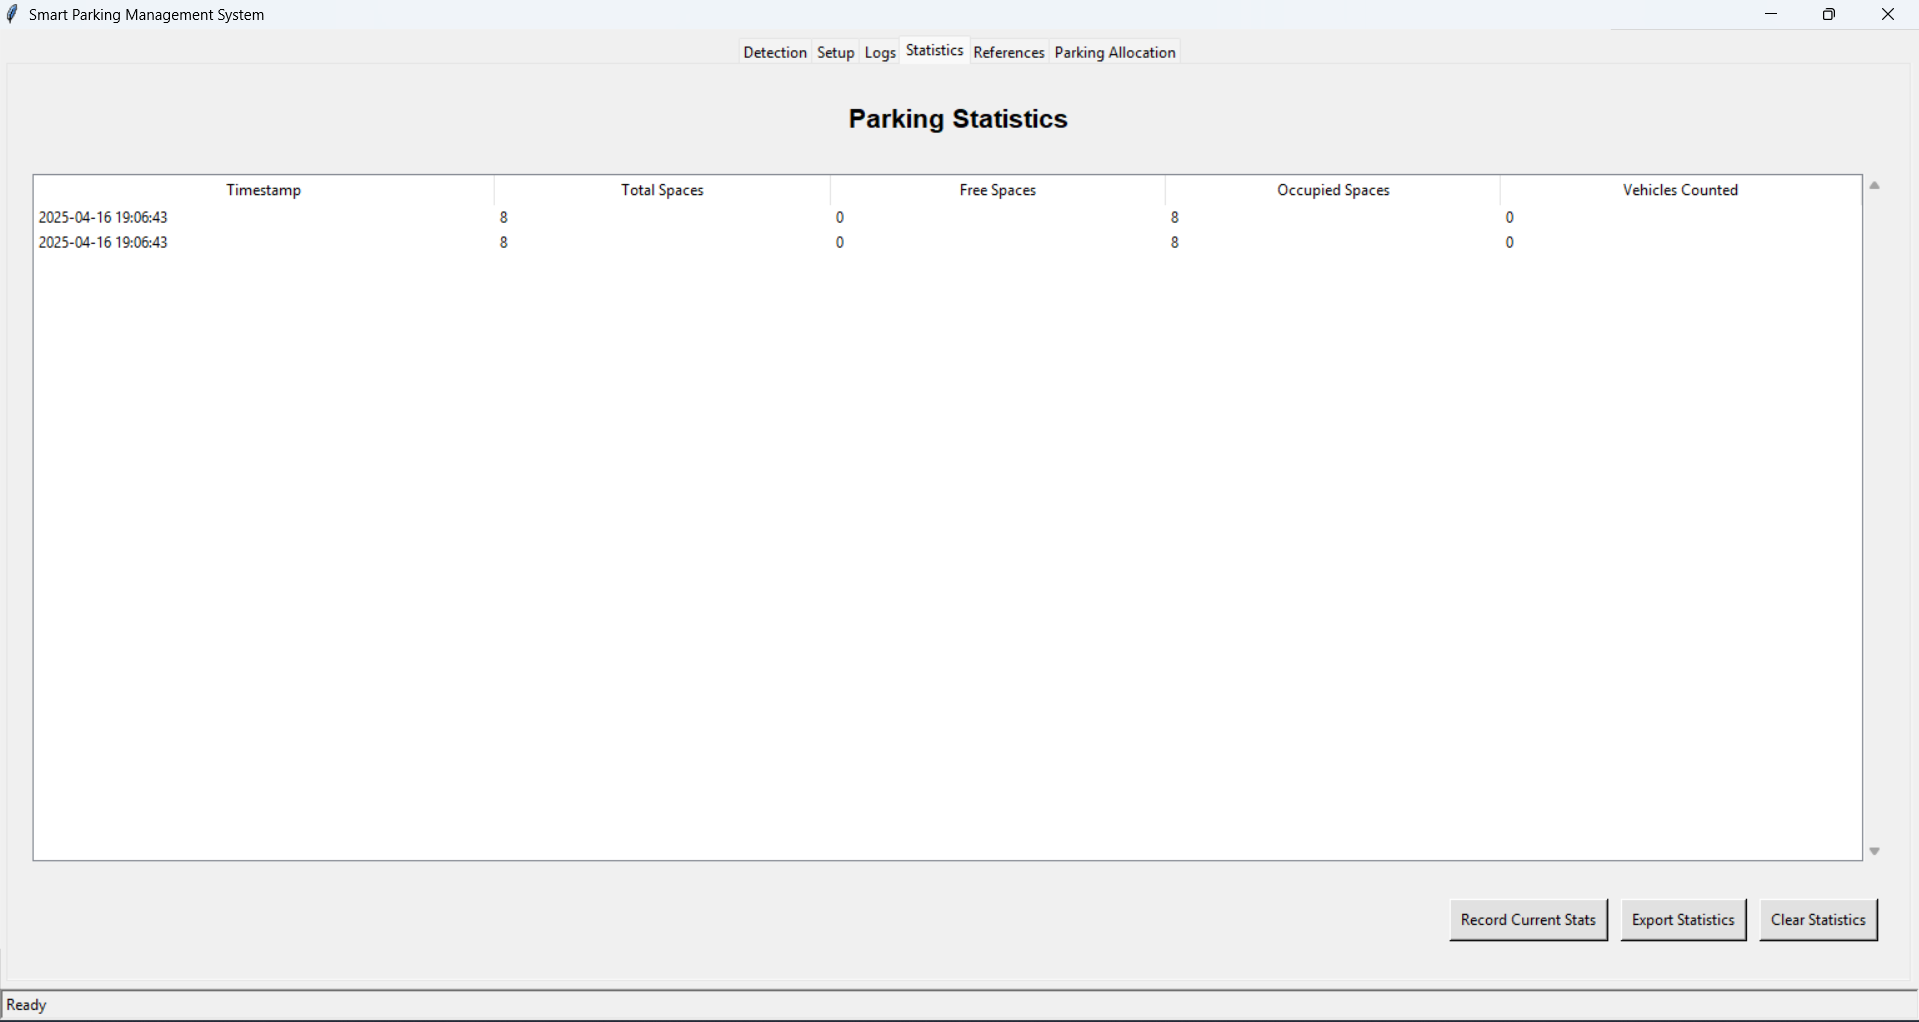 Smart Parking Management System
Detection Setup Logs Statistics References Parking Allocation
Parking Statistics
Timestamp Total Spaces Free Spaces Occupied Spaces Vehicles Counted
2025-04-16 19:06:43 8 0 8 0
2025-04-16 19:06:43 8 0 8 0
Record Current Stats Export Statistics Clear Statistics
Ready